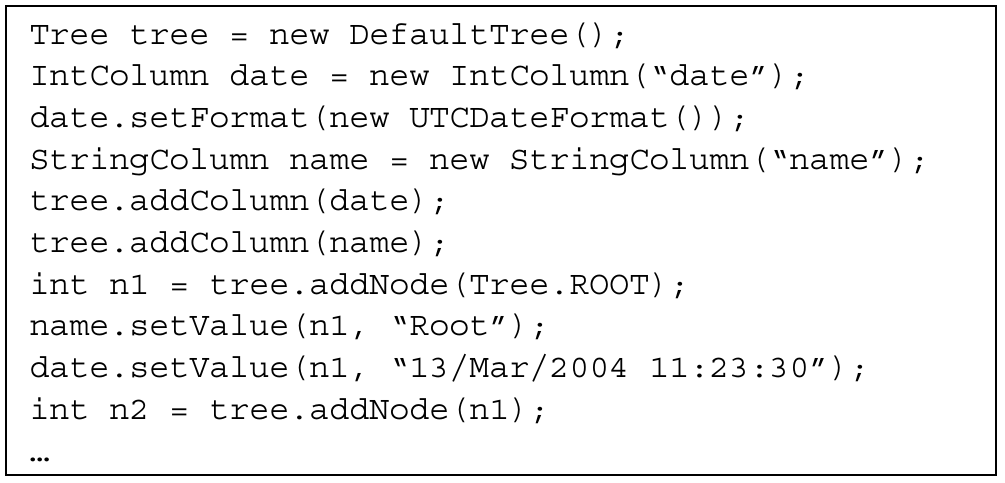 Tree tree = new DefaultTree();
IntColumn date = new IntColumn(“date”);
date.setFormat(new UTCDateFormat());
StringColumn name = new StringColumn(“name”);
tree.addColumn(date);
tree.addColumn(name);
int n1 = tree.addNode(Tree.ROOT);
name.setValue(n1, “Root”);
date.setValue(n1, “13/Mar/2004 11:23:30”);
int n2 = tree.addNode(n1);
…